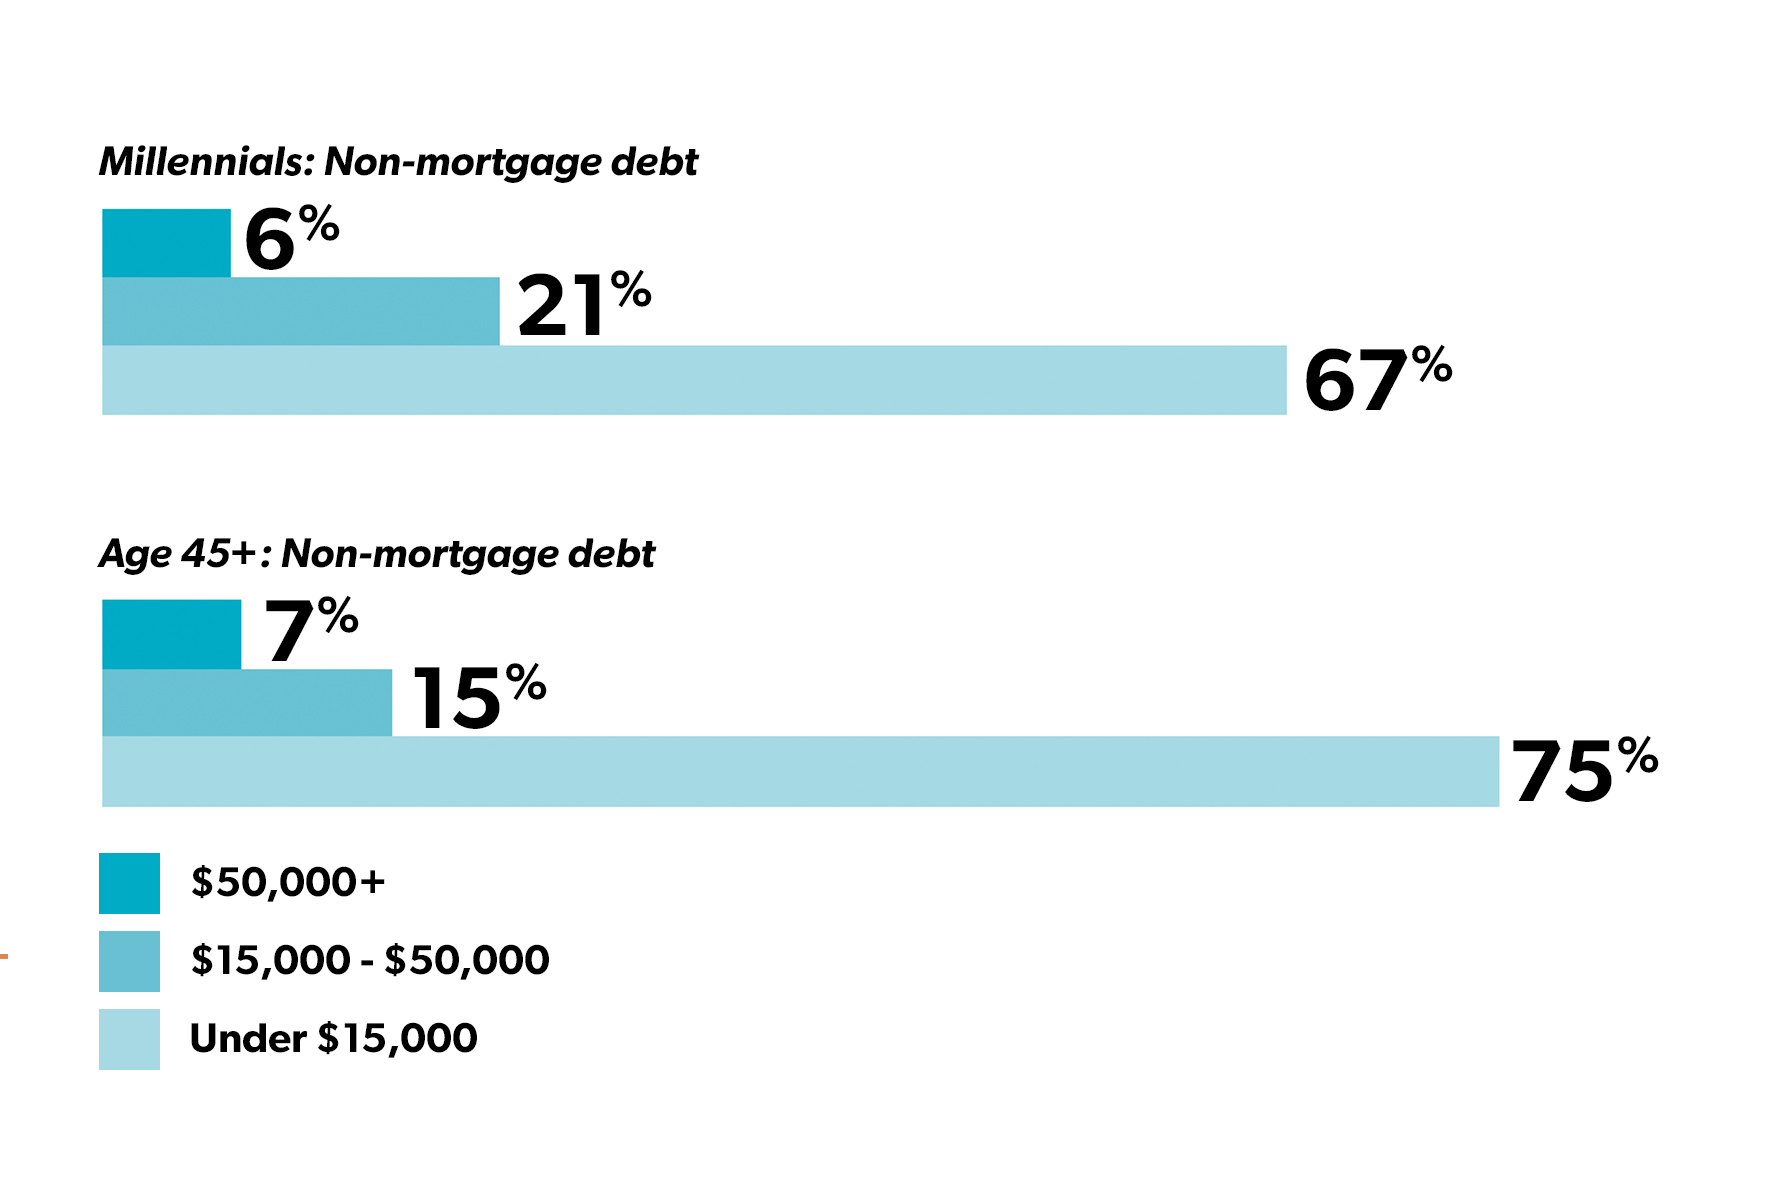 Millennials: Non-mortgage debt
6%
21%
67%
Age 45+: Non-mortgage debt
7%
15%
75%
$50,000+
$15,000 - $50,000
Under $15,000